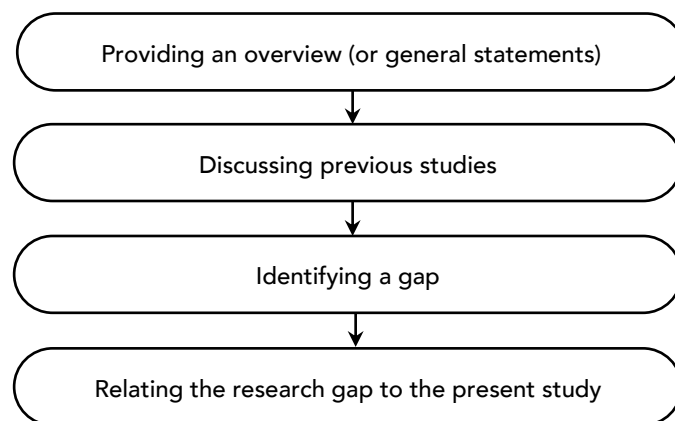 Providing an overview (or general statements)
Discussing previous studies
Identifying a gap
Relating the research gap to the present study